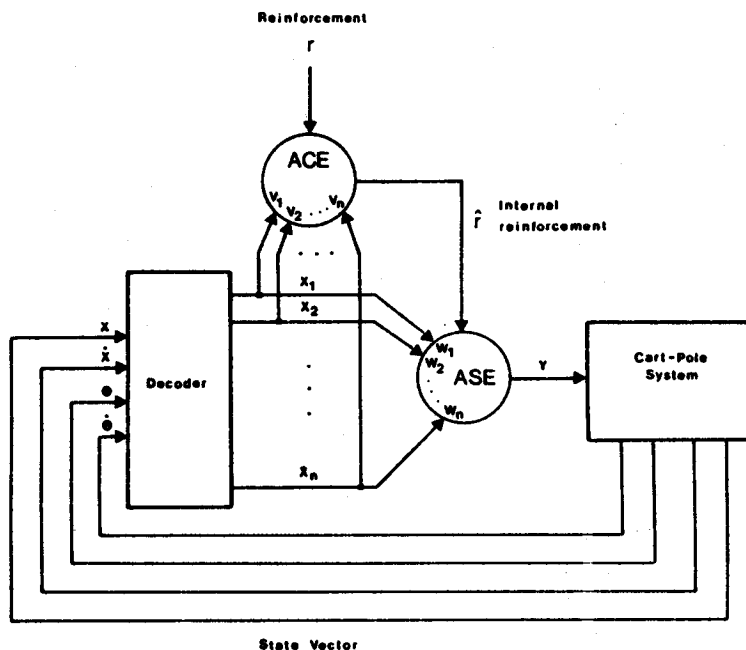 Reinforcement
r
ACE
v1 v2 . . . vn
r̂
Internal
reinforcement
. . .
x1
x2
x
ẋ
θ
θ̇
Decoder
w1
w2
.
.
wn
ASE
Y
Cart-Pole
System
.
.
.
xn
State Vector